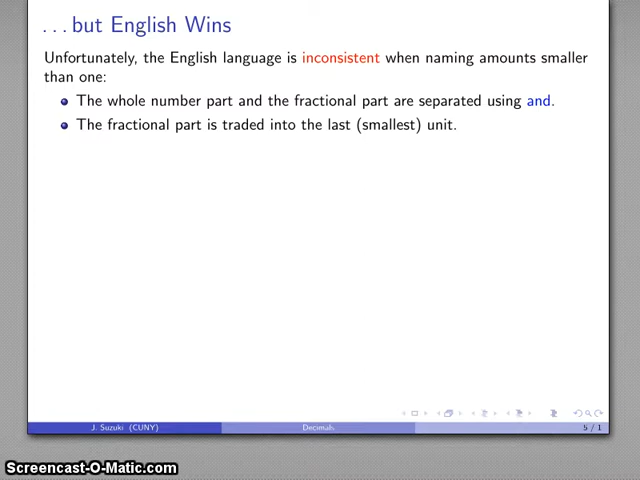 . . . but English Wins
Unfortunately, the English language is inconsistent when naming amounts smaller
than one:
The whole number part and the fractional part are separated using and.
The fractional part is traded into the last (smallest) unit.
J. Suzuki (CUNY)
Decimals
5 / 1
Screencast-O-Matic.com